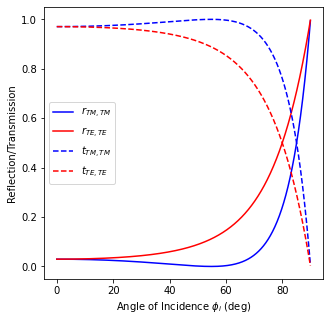 1.0
0.8
0.6
0.4
0.2
0.0
Reflection/Transmission
r_{TM, TM}
r_{TE, TE}
t_{TM, TM}
t_{TE, TE}
0 20 40 60 80
Angle of Incidence ϕ_i (deg)